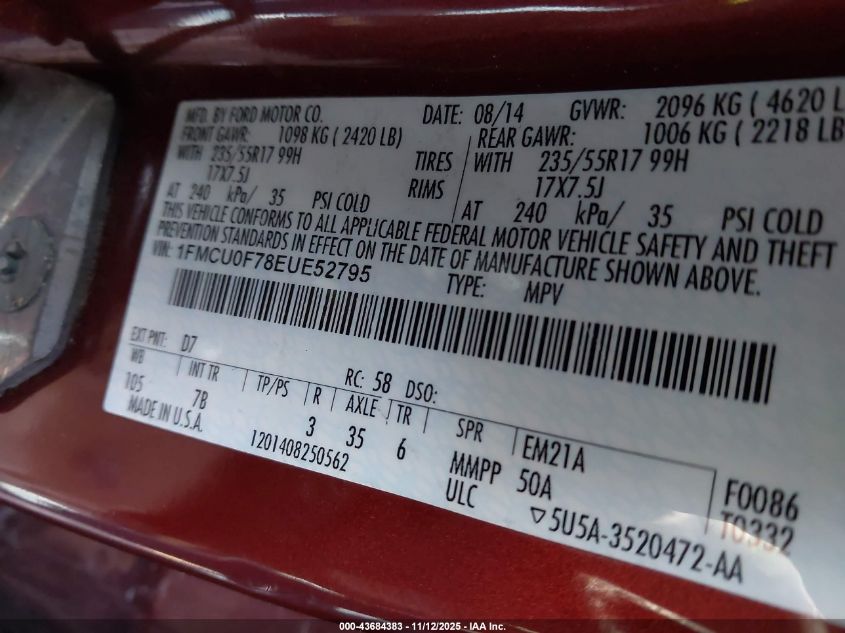 MFD. BY FORD MOTOR CO. DATE: 08/14 GVWR: 2096 KG ( 4620 L
FRONT GAWR: 1098 KG ( 2420 LB) REAR GAWR: 1006 KG ( 2218 LB
WITH 235/55R17 99H TIRES WITH 235/55R17 99H
17X7.5J RIMS 17X7.5J
AT 240 kPa/ 35 PSI COLD AT 240 kPa/ 35 PSI COLD
THIS VEHICLE CONFORMS TO ALL APPLICABLE FEDERAL MOTOR VEHICLE SAFETY AND THEFT
PREVENTION STANDARDS IN EFFECT ON THE DATE OF MANUFACTURE SHOWN ABOVE.
VIN: 1FMCU0F78EUE52795 TYPE: MPV
EXT PNT: D7 RC: 58 DSO:
WB INT TR TP/PS R AXLE TR SPR EM21A F0086
105 7B 3 35 6 MMPP 50A T0332
MADE IN U.S.A. 1201408250562 ULC ▽5U5A-3520472-AA
000-43684383 - 11/12/2025 - IAA Inc.